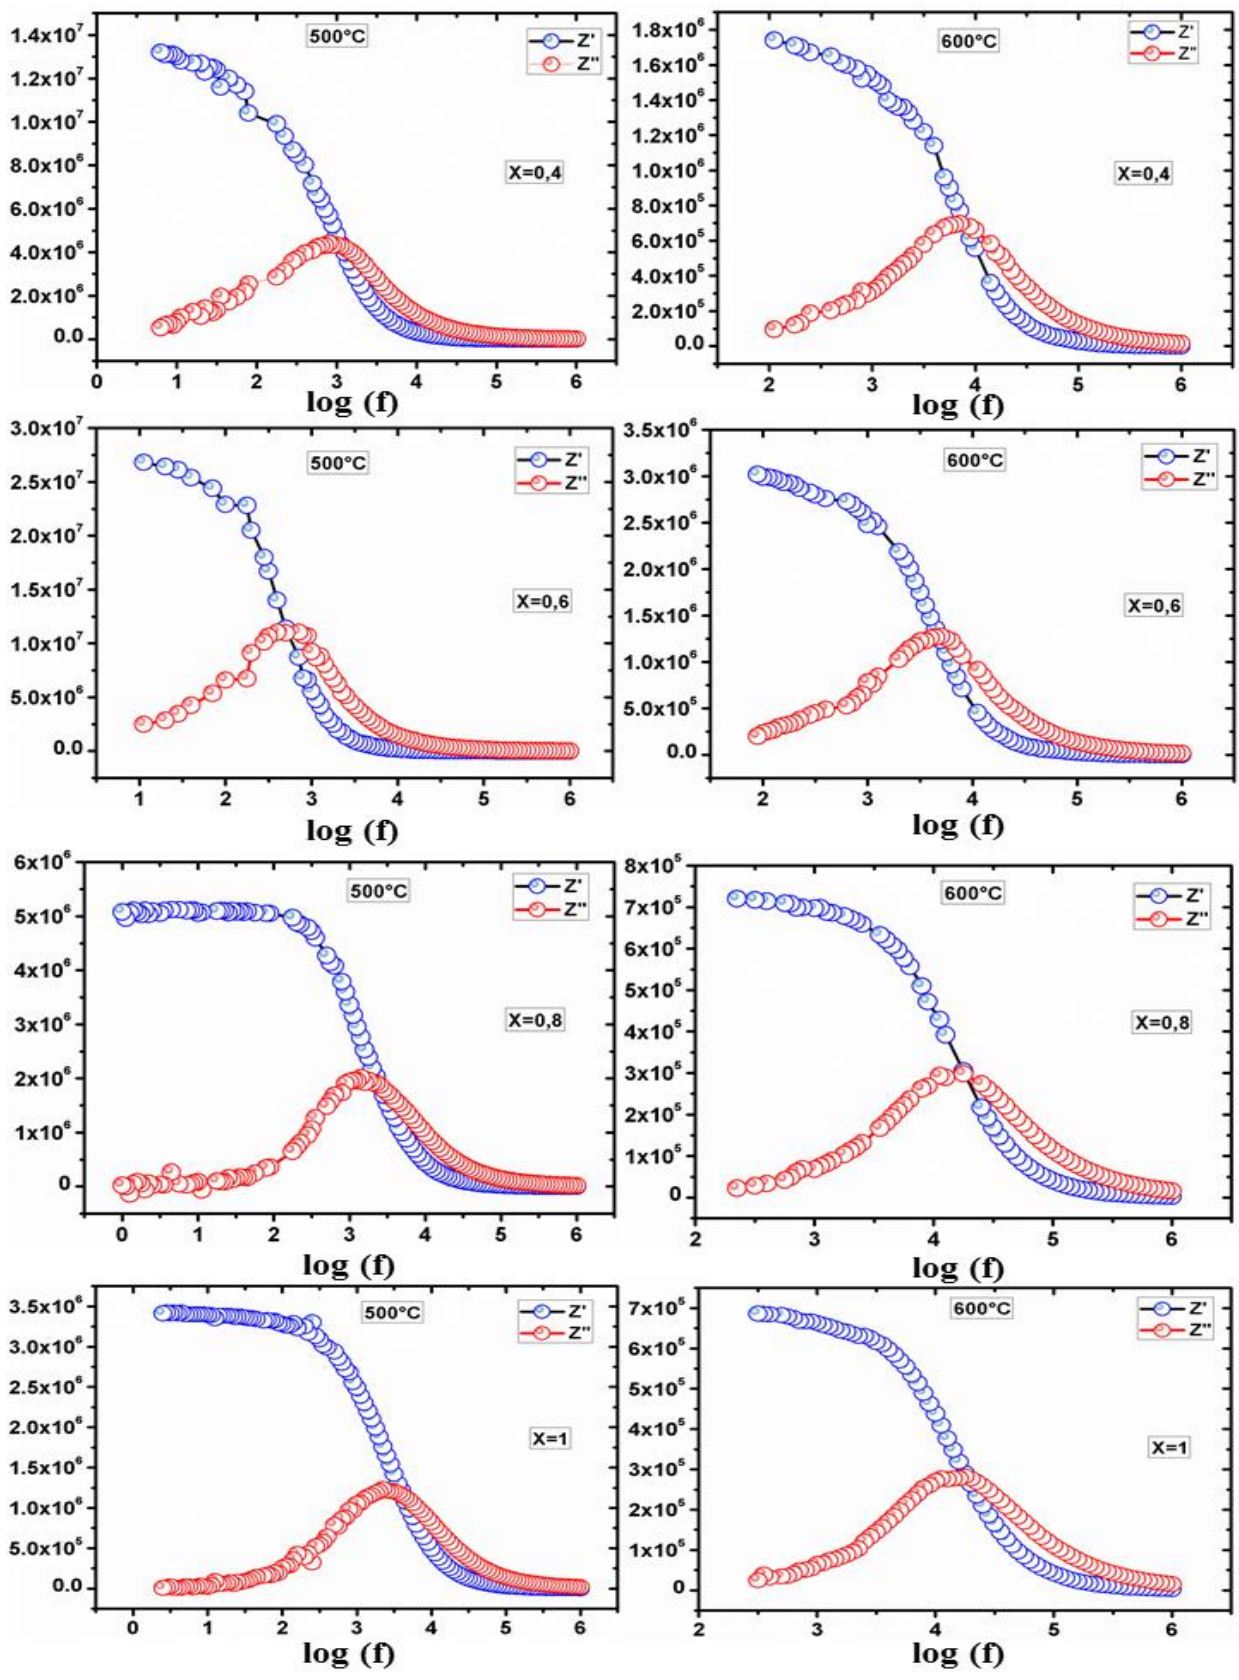 500°C
Z'
Z"
X=0,4
1.4x10⁷
1.2x10⁷
1.0x10⁷
8.0x10⁶
6.0x10⁶
4.0x10⁶
2.0x10⁶
0.0
0 1 2 3 4 5 6
log (f)
600°C
Z'
Z"
X=0,4
1.8x10⁶
1.6x10⁶
1.4x10⁶
1.2x10⁶
1.0x10⁶
8.0x10⁵
6.0x10⁵
4.0x10⁵
2.0x10⁵
0.0
2 3 4 5 6
log (f)
500°C
Z'
Z"
X=0,6
3.0x10⁷
2.5x10⁷
2.0x10⁷
1.5x10⁷
1.0x10⁷
5.0x10⁶
0.0
1 2 3 4 5 6
log (f)
600°C
Z'
Z"
X=0,6
3.5x10⁶
3.0x10⁶
2.5x10⁶
2.0x10⁶
1.5x10⁶
1.0x10⁶
5.0x10⁵
0.0
2 3 4 5 6
log (f)
500°C
Z'
Z"
X=0,8
6x10⁶
5x10⁶
4x10⁶
3x10⁶
2x10⁶
1x10⁶
0
0 1 2 3 4 5 6
log (f)
600°C
Z'
Z"
X=0,8
8x10⁵
7x10⁵
6x10⁵
5x10⁵
4x10⁵
3x10⁵
2x10⁵
1x10⁵
0
2 3 4 5 6
log (f)
500°C
Z'
Z"
X=1
3.5x10⁶
3.0x10⁶
2.5x10⁶
2.0x10⁶
1.5x10⁶
1.0x10⁶
5.0x10⁵
0.0
0 1 2 3 4 5 6
log (f)
600°C
Z'
Z"
X=1
7x10⁵
6x10⁵
5x10⁵
4x10⁵
3x10⁵
2x10⁵
1x10⁵
0
2 3 4 5 6
log (f)